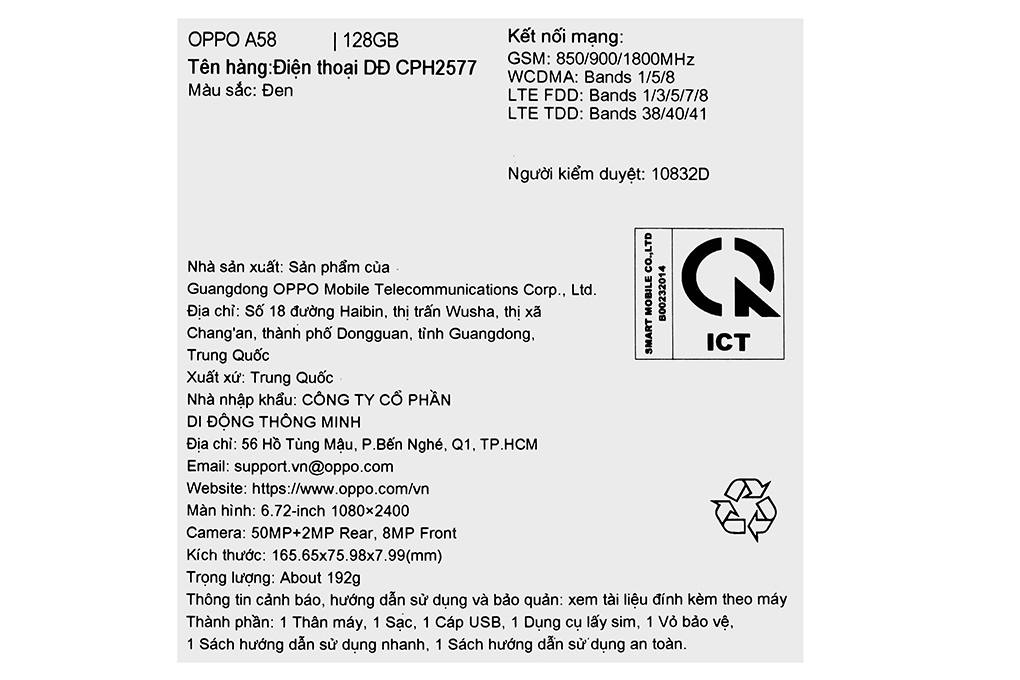 OPPO A58 | 128GB
Tên hàng:Điện thoại DĐ CPH2577
Màu sắc: Đen
Kết nối mạng:
GSM: 850/900/1800MHz
WCDMA: Bands 1/5/8
LTE FDD: Bands 1/3/5/7/8
LTE TDD: Bands 38/40/41
Người kiểm duyệt: 10832D
SMART MOBILE CO.,LTD
B00232014
ICT
Nhà sản xuất: Sản phẩm của
Guangdong OPPO Mobile Telecommunications Corp., Ltd.
Địa chỉ: Số 18 đường Haibin, thị trấn Wusha, thị xã
Chang'an, thành phố Dongguan, tỉnh Guangdong,
Trung Quốc
Xuất xứ: Trung Quốc
Nhà nhập khẩu: CÔNG TY CỔ PHẦN
DI ĐỘNG THÔNG MINH
Địa chỉ: 56 Hồ Tùng Mậu, P.Bến Nghé, Q1, TP.HCM
Email: support.vn@oppo.com
Website: https://www.oppo.com/vn
Màn hình: 6.72-inch 1080×2400
Camera: 50MP+2MP Rear, 8MP Front
Kích thước: 165.65x75.98x7.99(mm)
Trọng lượng: About 192g
Thông tin cảnh báo, hướng dẫn sử dụng và bảo quản: xem tài liệu đính kèm theo máy
Thành phần: 1 Thân máy, 1 Sạc, 1 Cáp USB, 1 Dụng cụ lấy sim, 1 Vỏ bảo vệ,
1 Sách hướng dẫn sử dụng nhanh, 1 Sách hướng dẫn sử dụng an toàn.